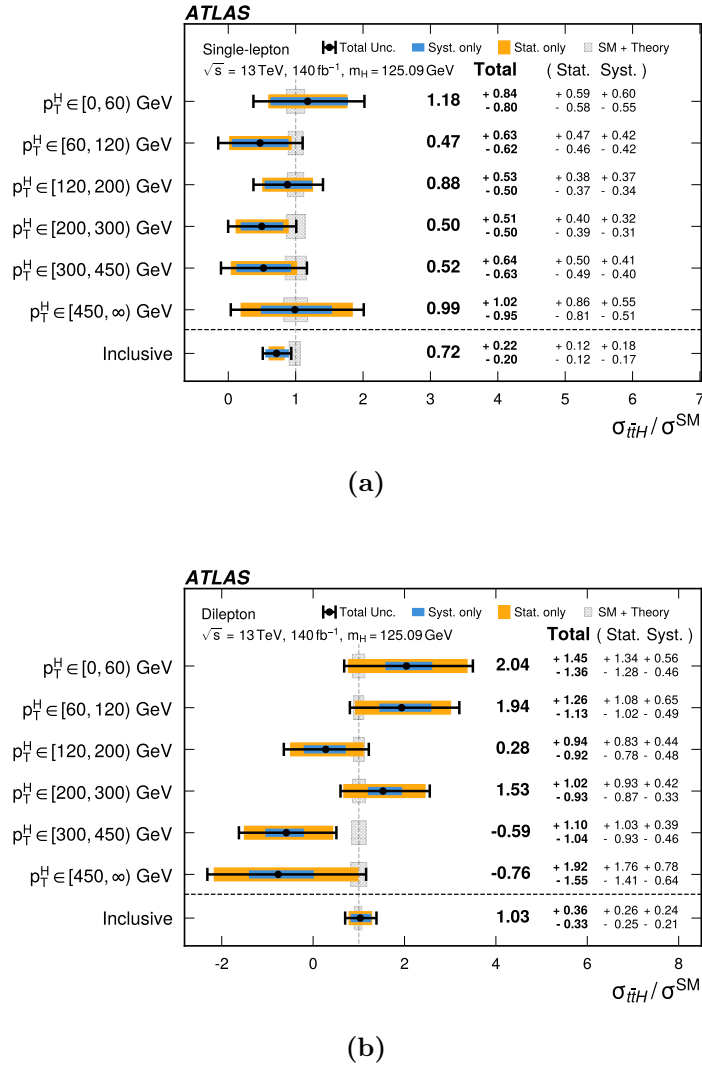 ATLAS
Single-lepton Total Unc. Syst. only Stat. only SM + Theory
√s = 13 TeV, 140 fb⁻¹, m_H = 125.09 GeV Total ( Stat. Syst. )
p_T^H ∈ [0, 60) GeV 1.18 + 0.84 - 0.80 + 0.59 - 0.58 + 0.60 - 0.55
p_T^H ∈ [60, 120) GeV 0.47 + 0.63 - 0.62 + 0.47 - 0.46 + 0.42 - 0.42
p_T^H ∈ [120, 200) GeV 0.88 + 0.53 - 0.50 + 0.38 - 0.37 + 0.37 - 0.34
p_T^H ∈ [200, 300) GeV 0.50 + 0.51 - 0.50 + 0.40 - 0.39 + 0.32 - 0.31
p_T^H ∈ [300, 450) GeV 0.52 + 0.64 - 0.63 + 0.50 - 0.49 + 0.41 - 0.40
p_T^H ∈ [450, ∞) GeV 0.99 + 1.02 - 0.95 + 0.86 - 0.81 + 0.55 - 0.51
Inclusive 0.72 + 0.22 - 0.20 + 0.12 - 0.12 + 0.18 - 0.17
0 1 2 3 4 5 6 7
σ_tt̄H / σ^SM
(a)
ATLAS
Dilepton Total Unc. Syst. only Stat. only SM + Theory
√s = 13 TeV, 140 fb⁻¹, m_H = 125.09 GeV Total ( Stat. Syst. )
p_T^H ∈ [0, 60) GeV 2.04 + 1.45 - 1.36 + 1.34 - 1.28 + 0.56 - 0.46
p_T^H ∈ [60, 120) GeV 1.94 + 1.26 - 1.13 + 1.08 - 1.02 + 0.65 - 0.49
p_T^H ∈ [120, 200) GeV 0.28 + 0.94 - 0.92 + 0.83 - 0.78 + 0.44 - 0.48
p_T^H ∈ [200, 300) GeV 1.53 + 1.02 - 0.93 + 0.93 - 0.87 + 0.42 - 0.33
p_T^H ∈ [300, 450) GeV -0.59 + 1.10 - 1.04 + 1.03 - 0.93 + 0.39 - 0.46
p_T^H ∈ [450, ∞) GeV -0.76 + 1.92 - 1.55 + 1.76 - 1.41 + 0.78 - 0.64
Inclusive 1.03 + 0.36 - 0.33 + 0.26 - 0.25 + 0.24 - 0.21
-2 0 2 4 6 8
σ_tt̄H / σ^SM
(b)